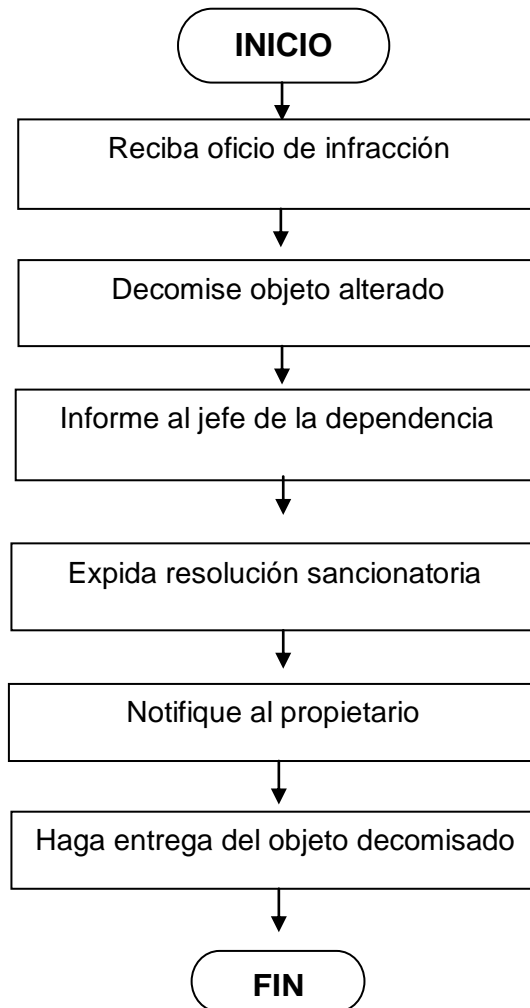 INICIO
Reciba oficio de infracción
Decomise objeto alterado
Informe al jefe de la dependencia
Expida resolución sancionatoria
Notifique al propietario
Haga entrega del objeto decomisado
FIN